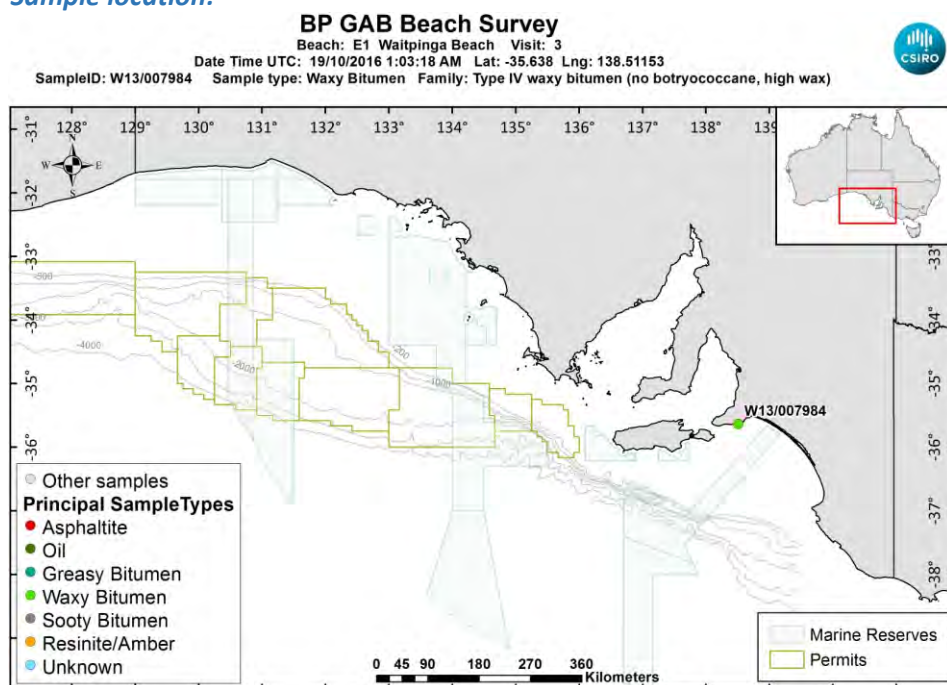 Sample location:
BP GAB Beach Survey
Beach: E1 Waitpinga Beach Visit: 3
Date Time UTC: 19/10/2016 1:03:18 AM Lat: -35.638 Lng: 138.51153
SampleID: W13/007984 Sample type: Waxy Bitumen Family: Type IV waxy bitumen (no botryococcane, high wax)
CSIRO
128° 129° 130° 131° 132° 133° 134° 135° 136° 137° 138° 139
-31°
-32°
-33°
-34°
-35°
-36°
-37°
-38°
N
W E
S
-4000
-2000
-200
-1000
-33°
-34°
-35°
-36°
-37°
-38°
W13/007984
Other samples
Principal SampleTypes
Asphaltite
Oil
Greasy Bitumen
Waxy Bitumen
Sooty Bitumen
Resinite/Amber
Unknown
0 45 90 180 270 360
Kilometers
Marine Reserves
Permits